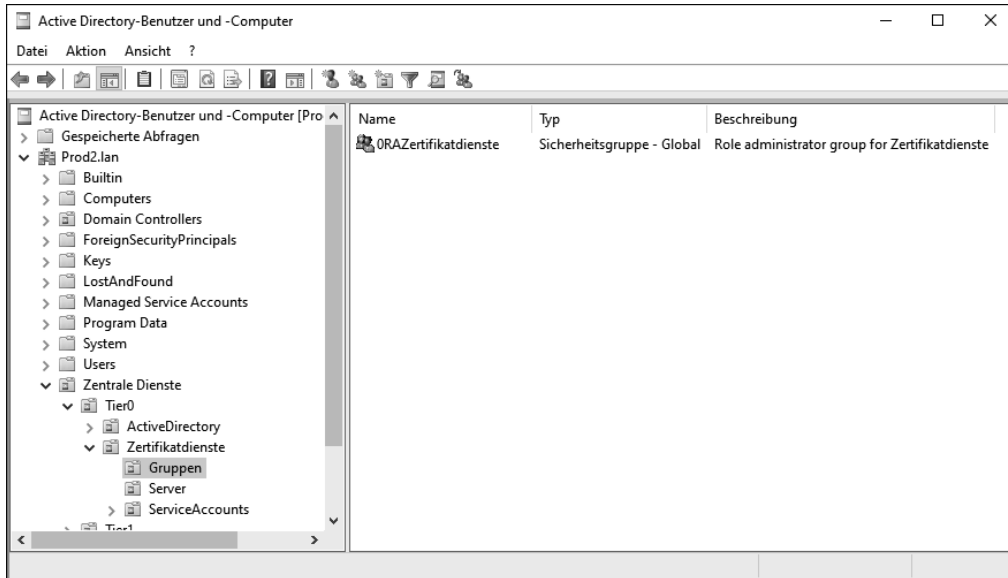 Active Directory-Benutzer und -Computer
Datei Aktion Ansicht ?
Active Directory-Benutzer und -Computer [Pro
Gespeicherte Abfragen
Prod2.lan
Builtin
Computers
Domain Controllers
ForeignSecurityPrincipals
Keys
LostAndFound
Managed Service Accounts
Program Data
System
Users
Zentrale Dienste
Tier0
ActiveDirectory
Zertifikatdienste
Gruppen
Server
ServiceAccounts
Tier1
Name Typ Beschreibung
0RAZertifikatdienste Sicherheitsgruppe - Global Role administrator group for Zertifikatdienste